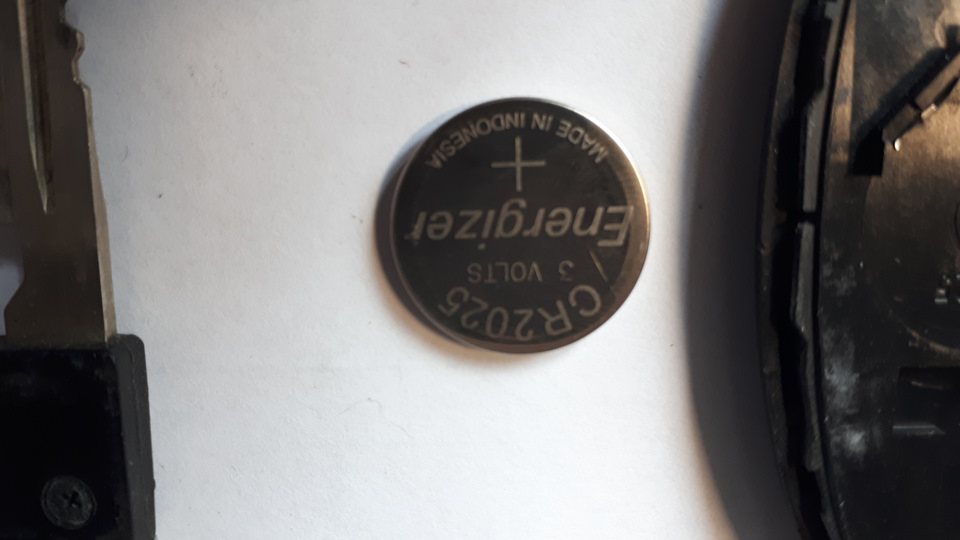 CR2025
3 VOLTS
Energizer
+
MADE IN INDONESIA